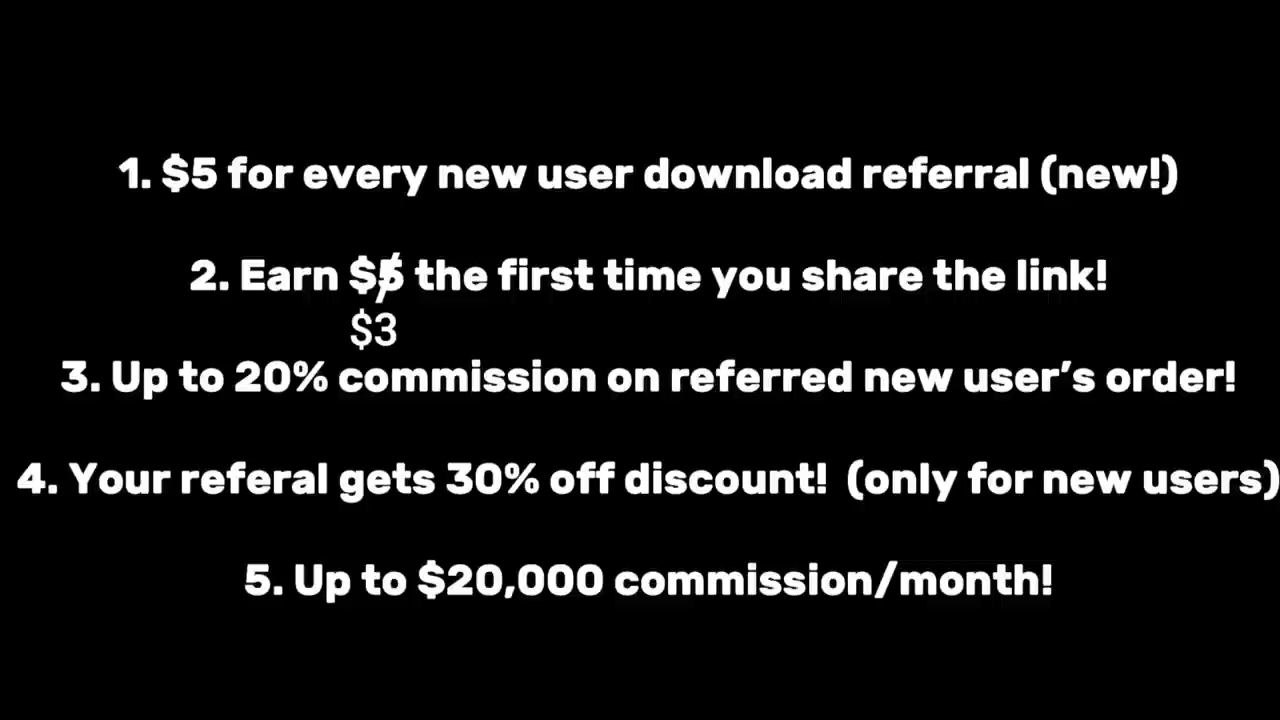 1. $5 for every new user download referral (new!)
2. Earn $5 the first time you share the link!
$3
3. Up to 20% commission on referred new user’s order!
4. Your referal gets 30% off discount! (only for new users)
5. Up to $20,000 commission/month!